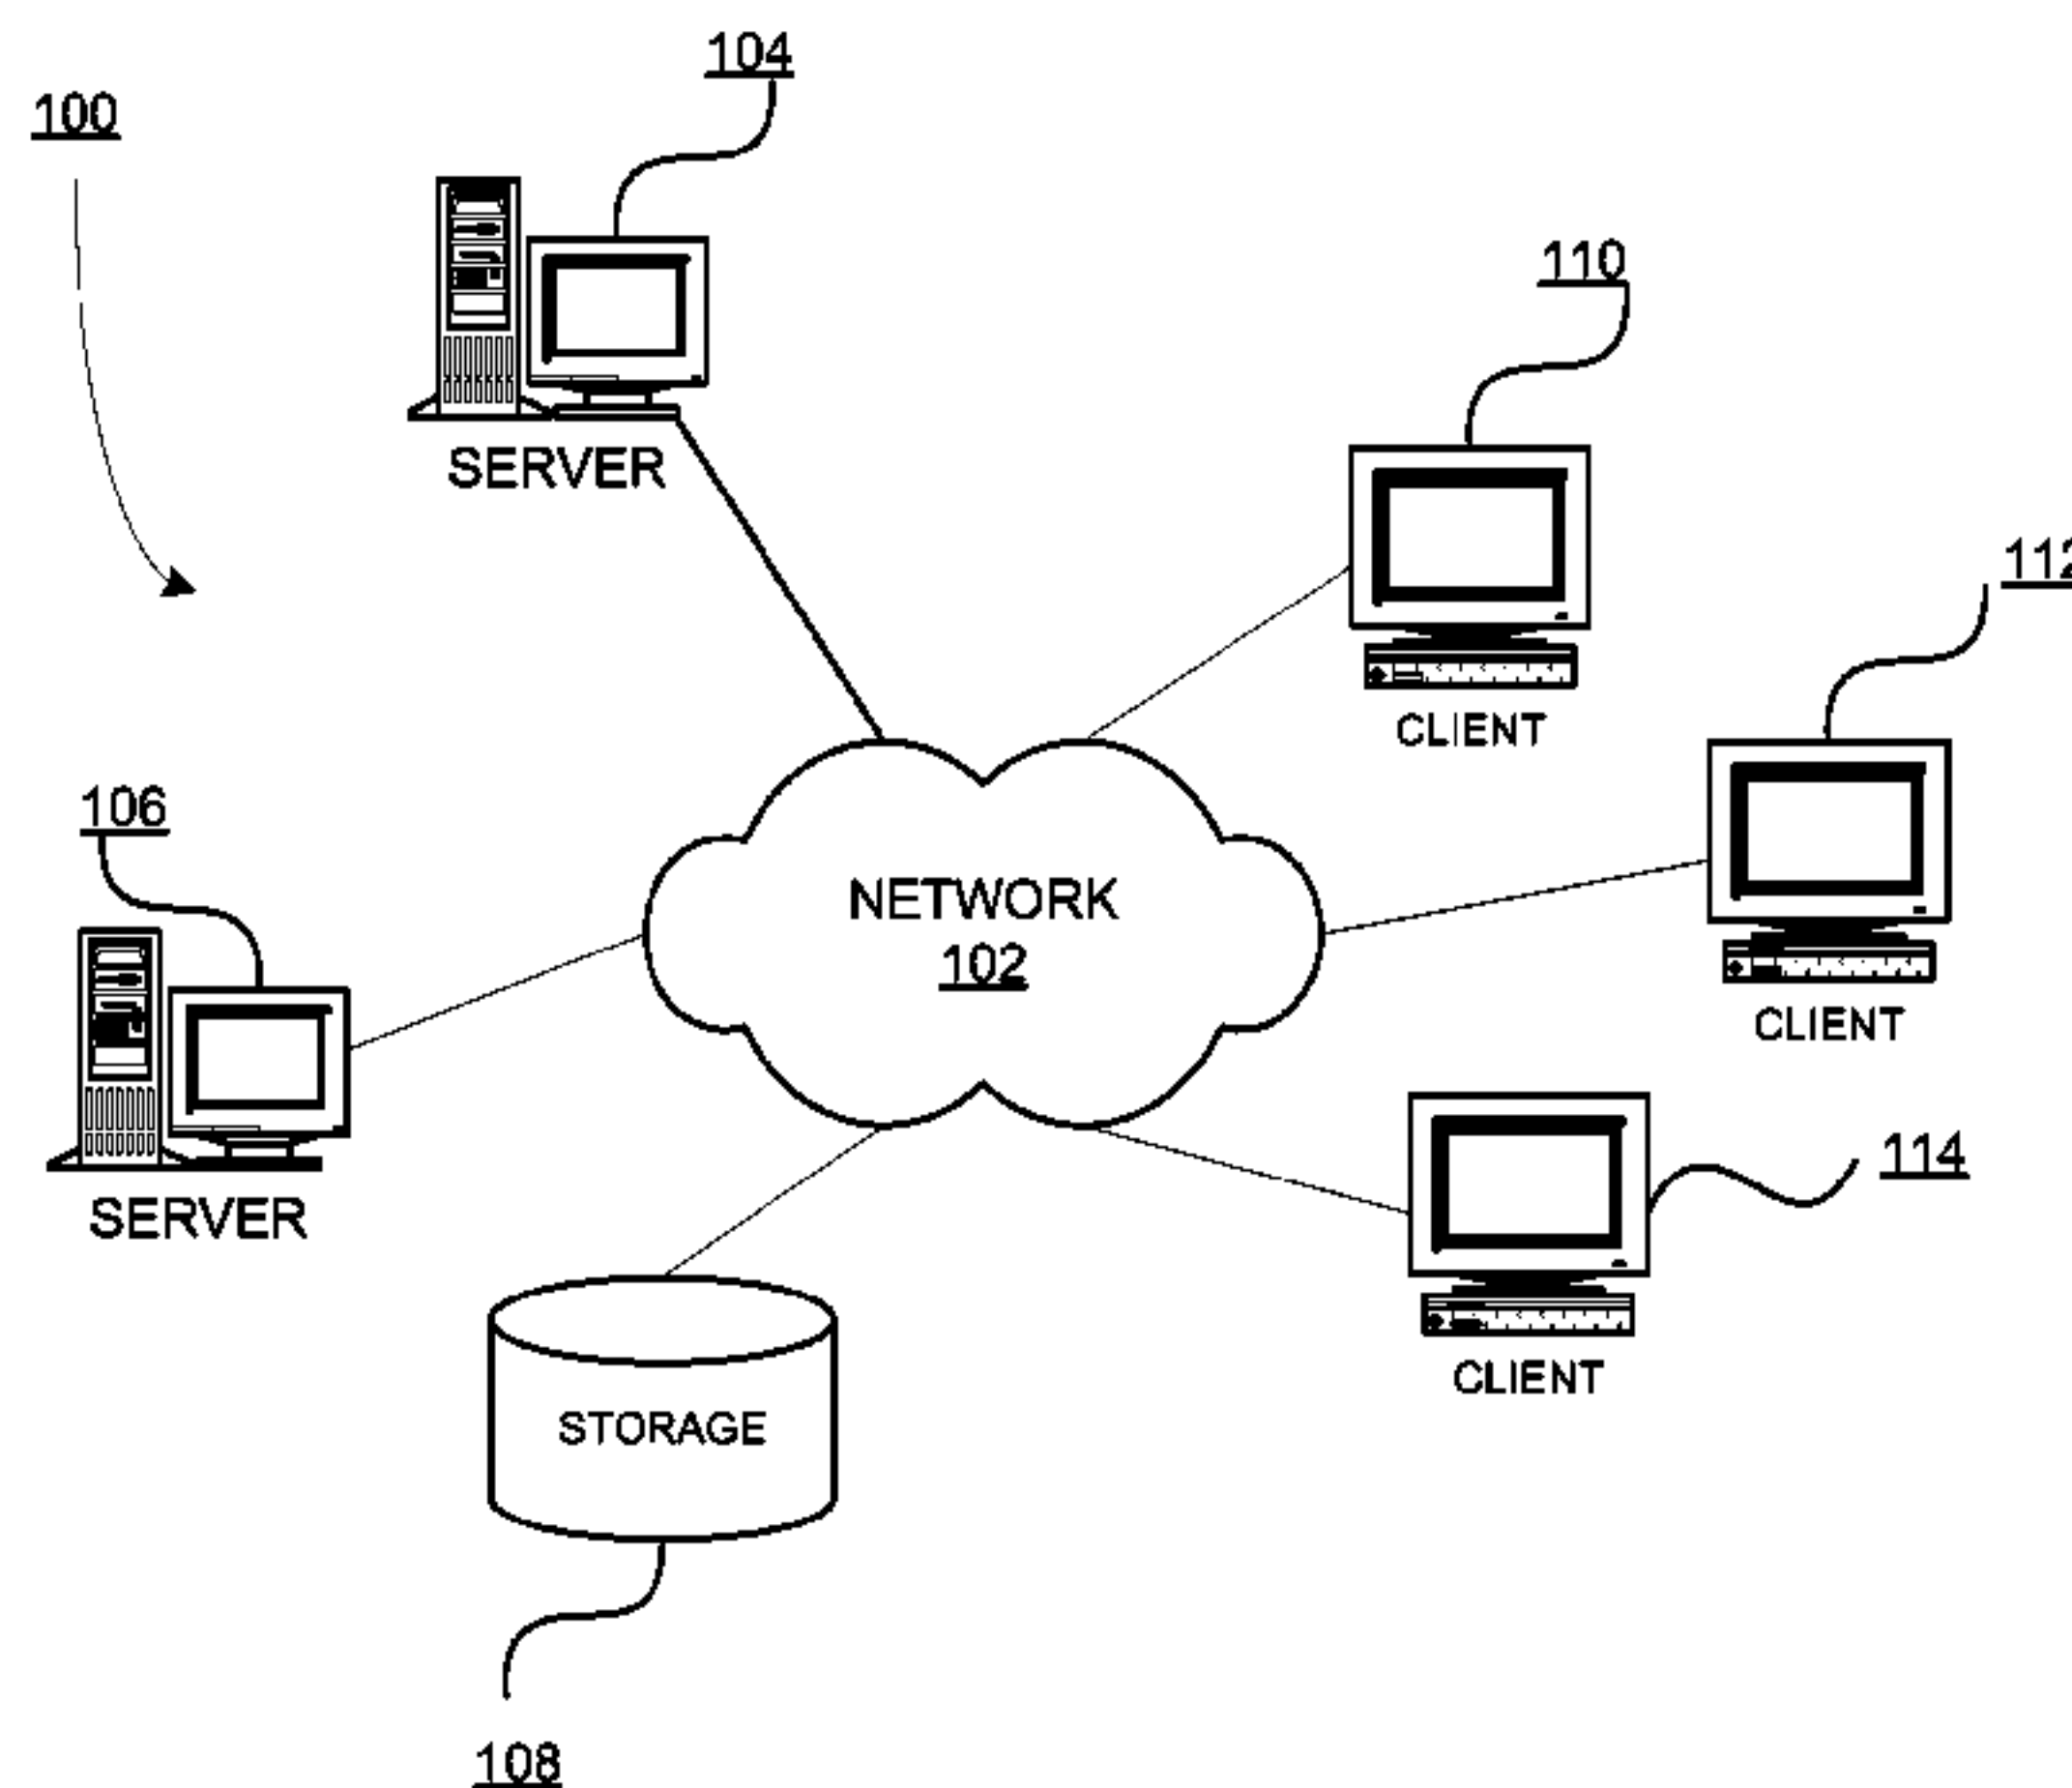 104
100
SERVER
110
CLIENT
112
CLIENT
NETWORK
102
106
SERVER
114
CLIENT
STORAGE
108